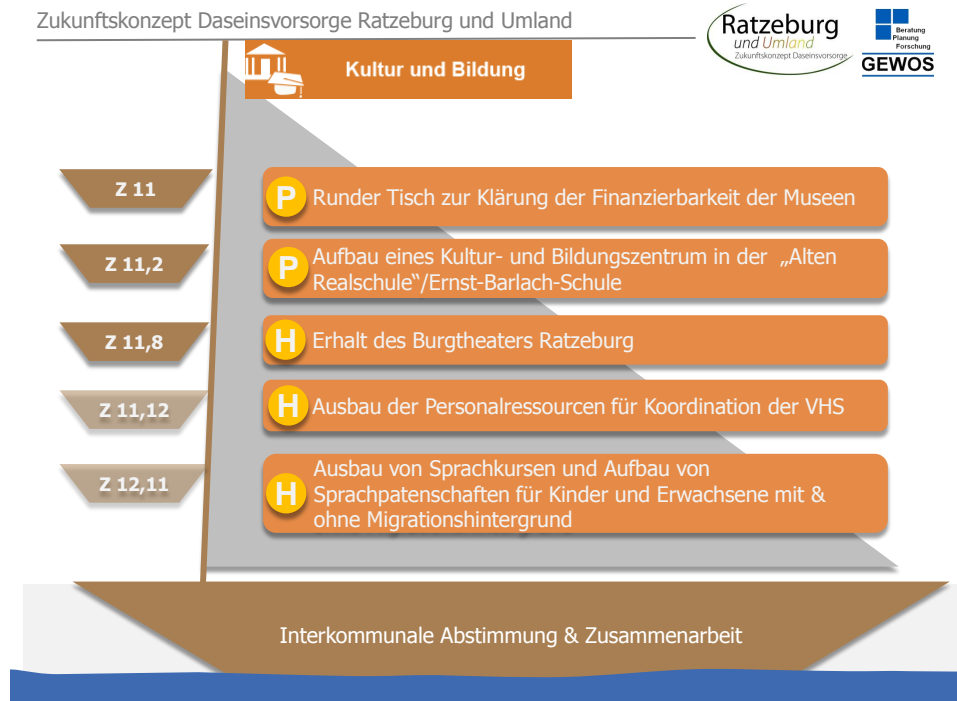 Zukunftskonzept Daseinsvorsorge Ratzeburg und Umland
Ratzeburg
und Umland
Zukunftskonzept Daseinsvorsorge
Beratung
Planung
Forschung
GEWOS
Kultur und Bildung
Z 11
P Runder Tisch zur Klärung der Finanzierbarkeit der Museen
Z 11,2
P Aufbau eines Kultur- und Bildungszentrum in der „Alten
Realschule“/Ernst-Barlach-Schule
Z 11,8
H Erhalt des Burgtheaters Ratzeburg
Z 11,12
H Ausbau der Personalressourcen für Koordination der VHS
Z 12,11
H Ausbau von Sprachkursen und Aufbau von
Sprachpatenschaften für Kinder und Erwachsene mit &
ohne Migrationshintergrund
Interkommunale Abstimmung & Zusammenarbeit